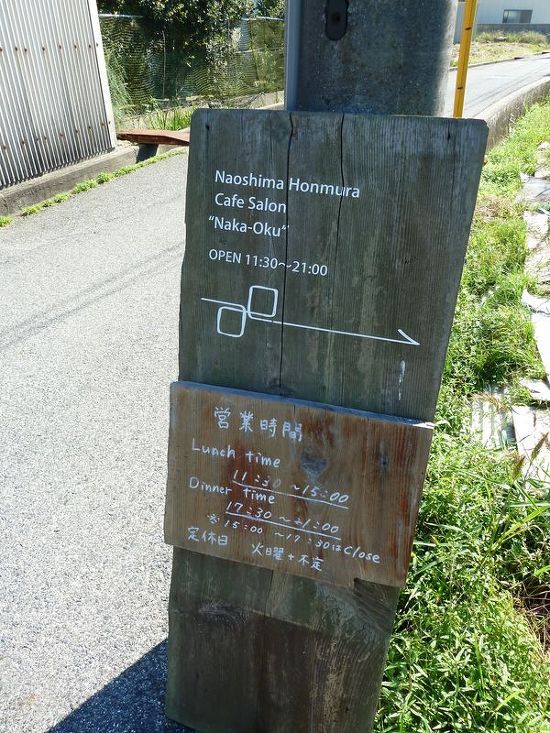 Naoshima Honmura
Cafe Salon
"Naka-Oku"
OPEN 11:30～21:00
営業時間
Lunch time
11:30 ～15:00
Dinner time
17:30～21:00
※15:00 ～17:30はClose
定休日 火曜日+不定